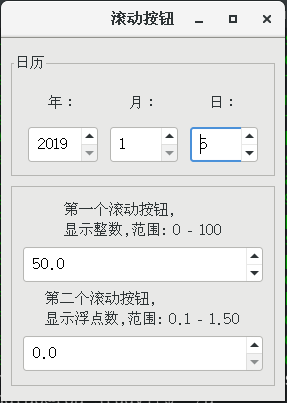 滚动按钮
日历
年： 月： 日：
2019 1 5
第一个滚动按钮,
显示整数,范围: 0 - 100
50.0
第二个滚动按钮,
显示浮点数,范围: 0.1 - 1.50
0.0